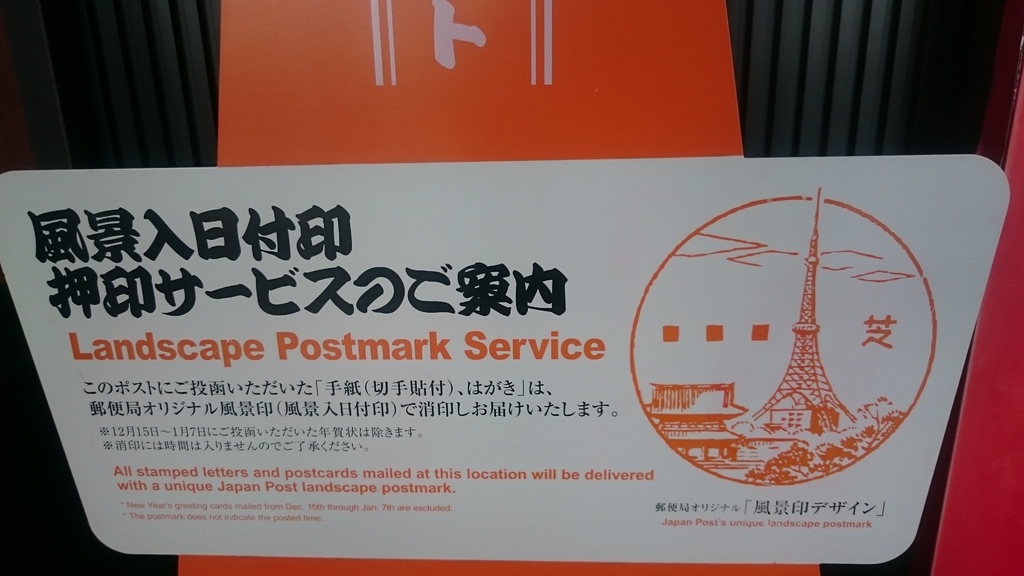 ト
風景入日付印
押印サービスのご案内
Landscape Postmark Service
このポストにご投函いただいた「手紙(切手貼付)、はがき」は、
郵便局オリジナル風景印(風景入日付印)で消印しお届けいたします。
※12月15日~1月7日にご投函いただいた年賀状は除きます。
※消印には時間は入りませんのでご了承ください。
All stamped letters and postcards mailed at this location will be delivered
with a unique Japan Post landscape postmark.
* New Year's greeting cards mailed from Dec. 15th through Jan. 7th are excluded.
* The postmark does not indicate the posted time.
芝
郵便局オリジナル「風景印デザイン」
Japan Post's unique landscape postmark